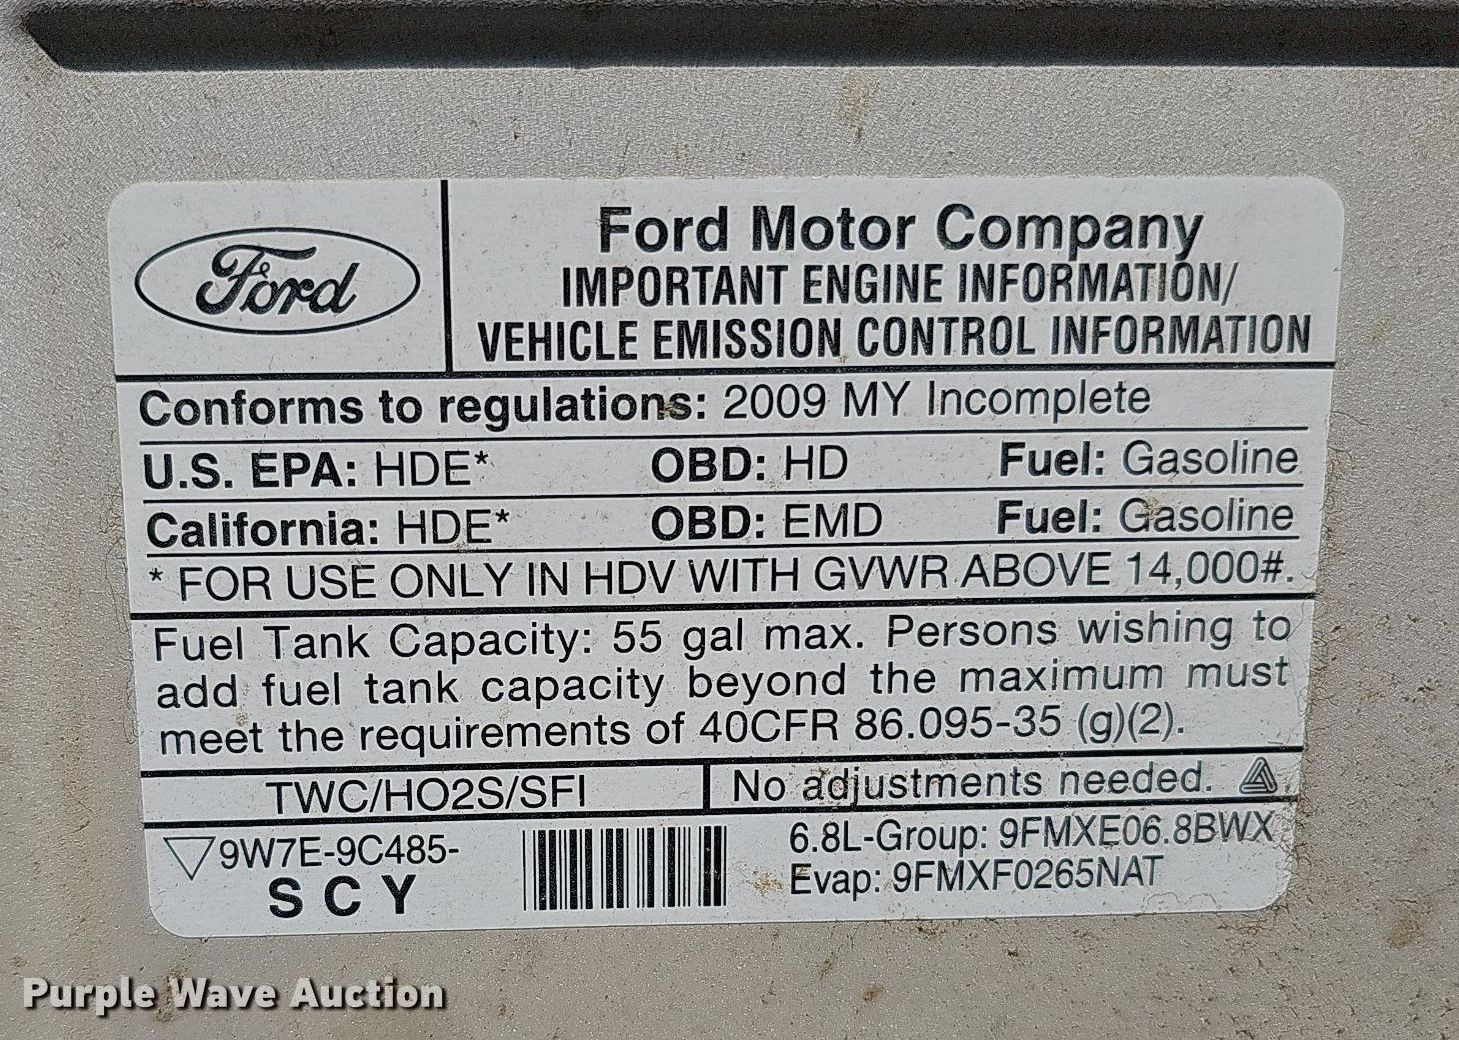 Ford
Ford Motor Company
IMPORTANT ENGINE INFORMATION/
VEHICLE EMISSION CONTROL INFORMATION
Conforms to regulations: 2009 MY Incomplete
U.S. EPA: HDE* OBD: HD Fuel: Gasoline
California: HDE* OBD: EMD Fuel: Gasoline
* FOR USE ONLY IN HDV WITH GVWR ABOVE 14,000#.
Fuel Tank Capacity: 55 gal max. Persons wishing to
add fuel tank capacity beyond the maximum must
meet the requirements of 40CFR 86.095-35 (g)(2).
TWC/HO2S/SFI No adjustments needed.
9W7E-9C485-
SCY
6.8L-Group: 9FMXE06.8BWX
Evap: 9FMXF0265NAT
Purple Wave Auction